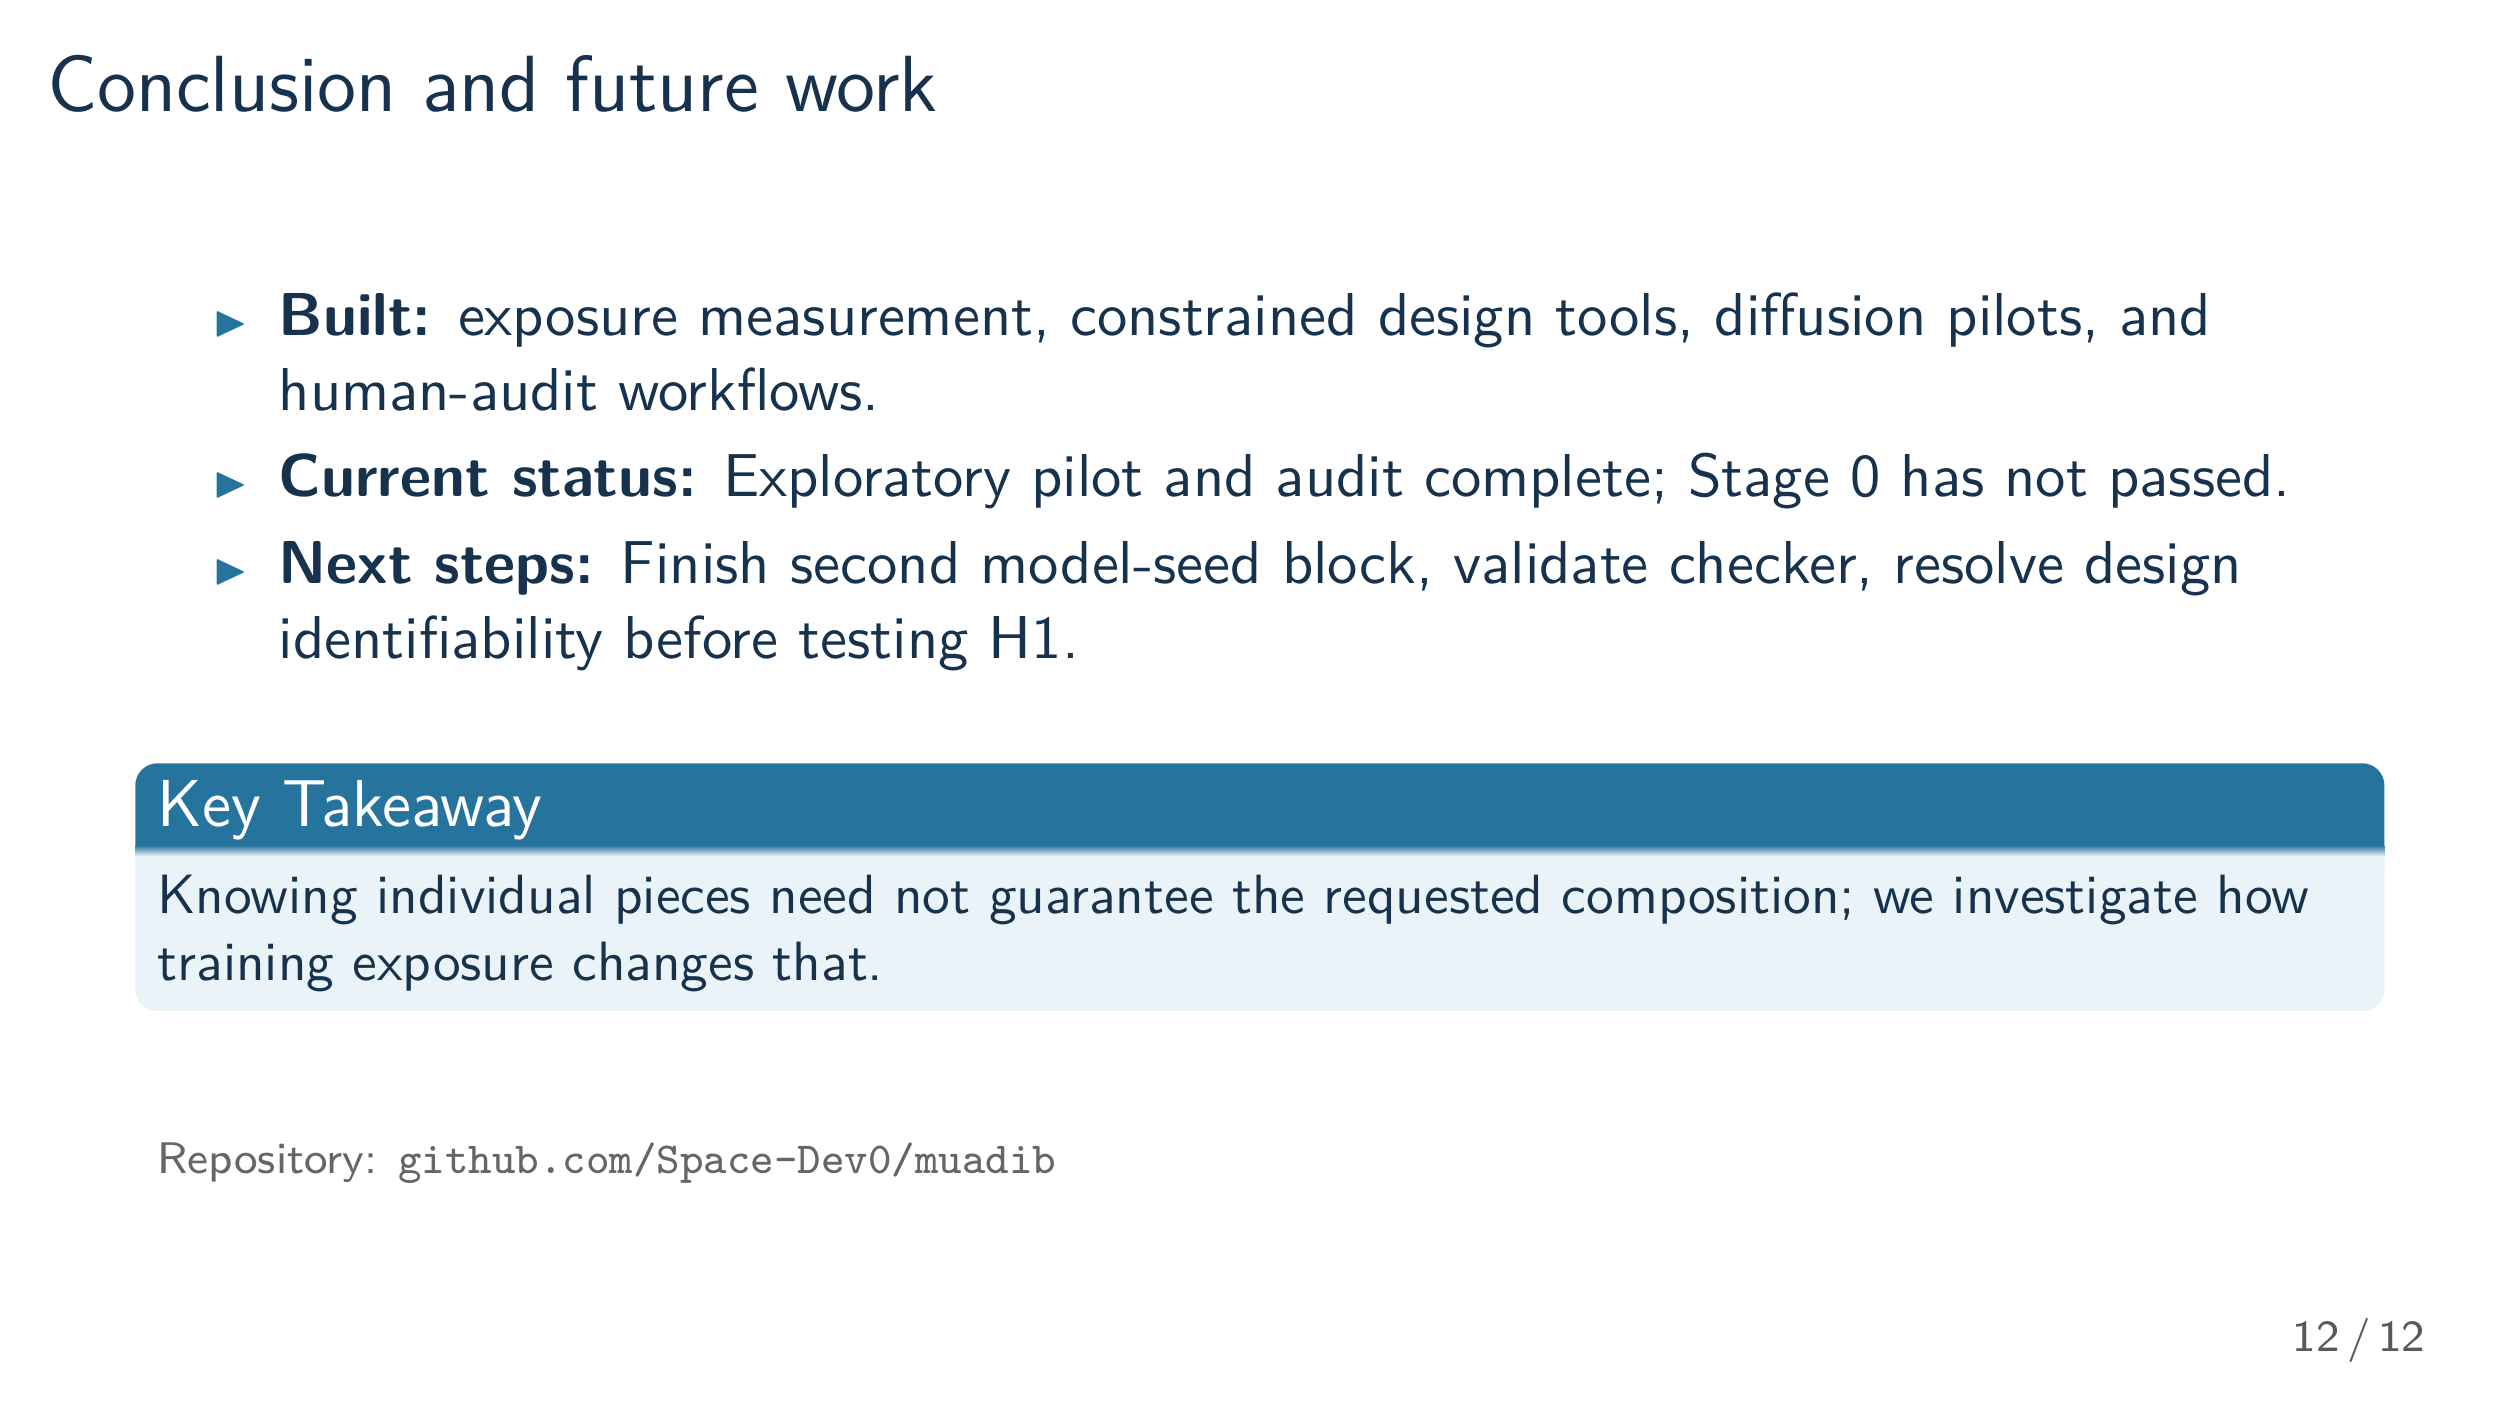 Conclusion and future work
Built: exposure measurement, constrained design tools, diffusion pilots, and
human-audit workflows.
Current status: Exploratory pilot and audit complete; Stage 0 has not passed.
Next steps: Finish second model-seed block, validate checker, resolve design
identifiability before testing H1.
Key Takeaway
Knowing individual pieces need not guarantee the requested composition; we investigate how
training exposure changes that.
Repository: github.com/Space-Dev0/muadib
12 / 12